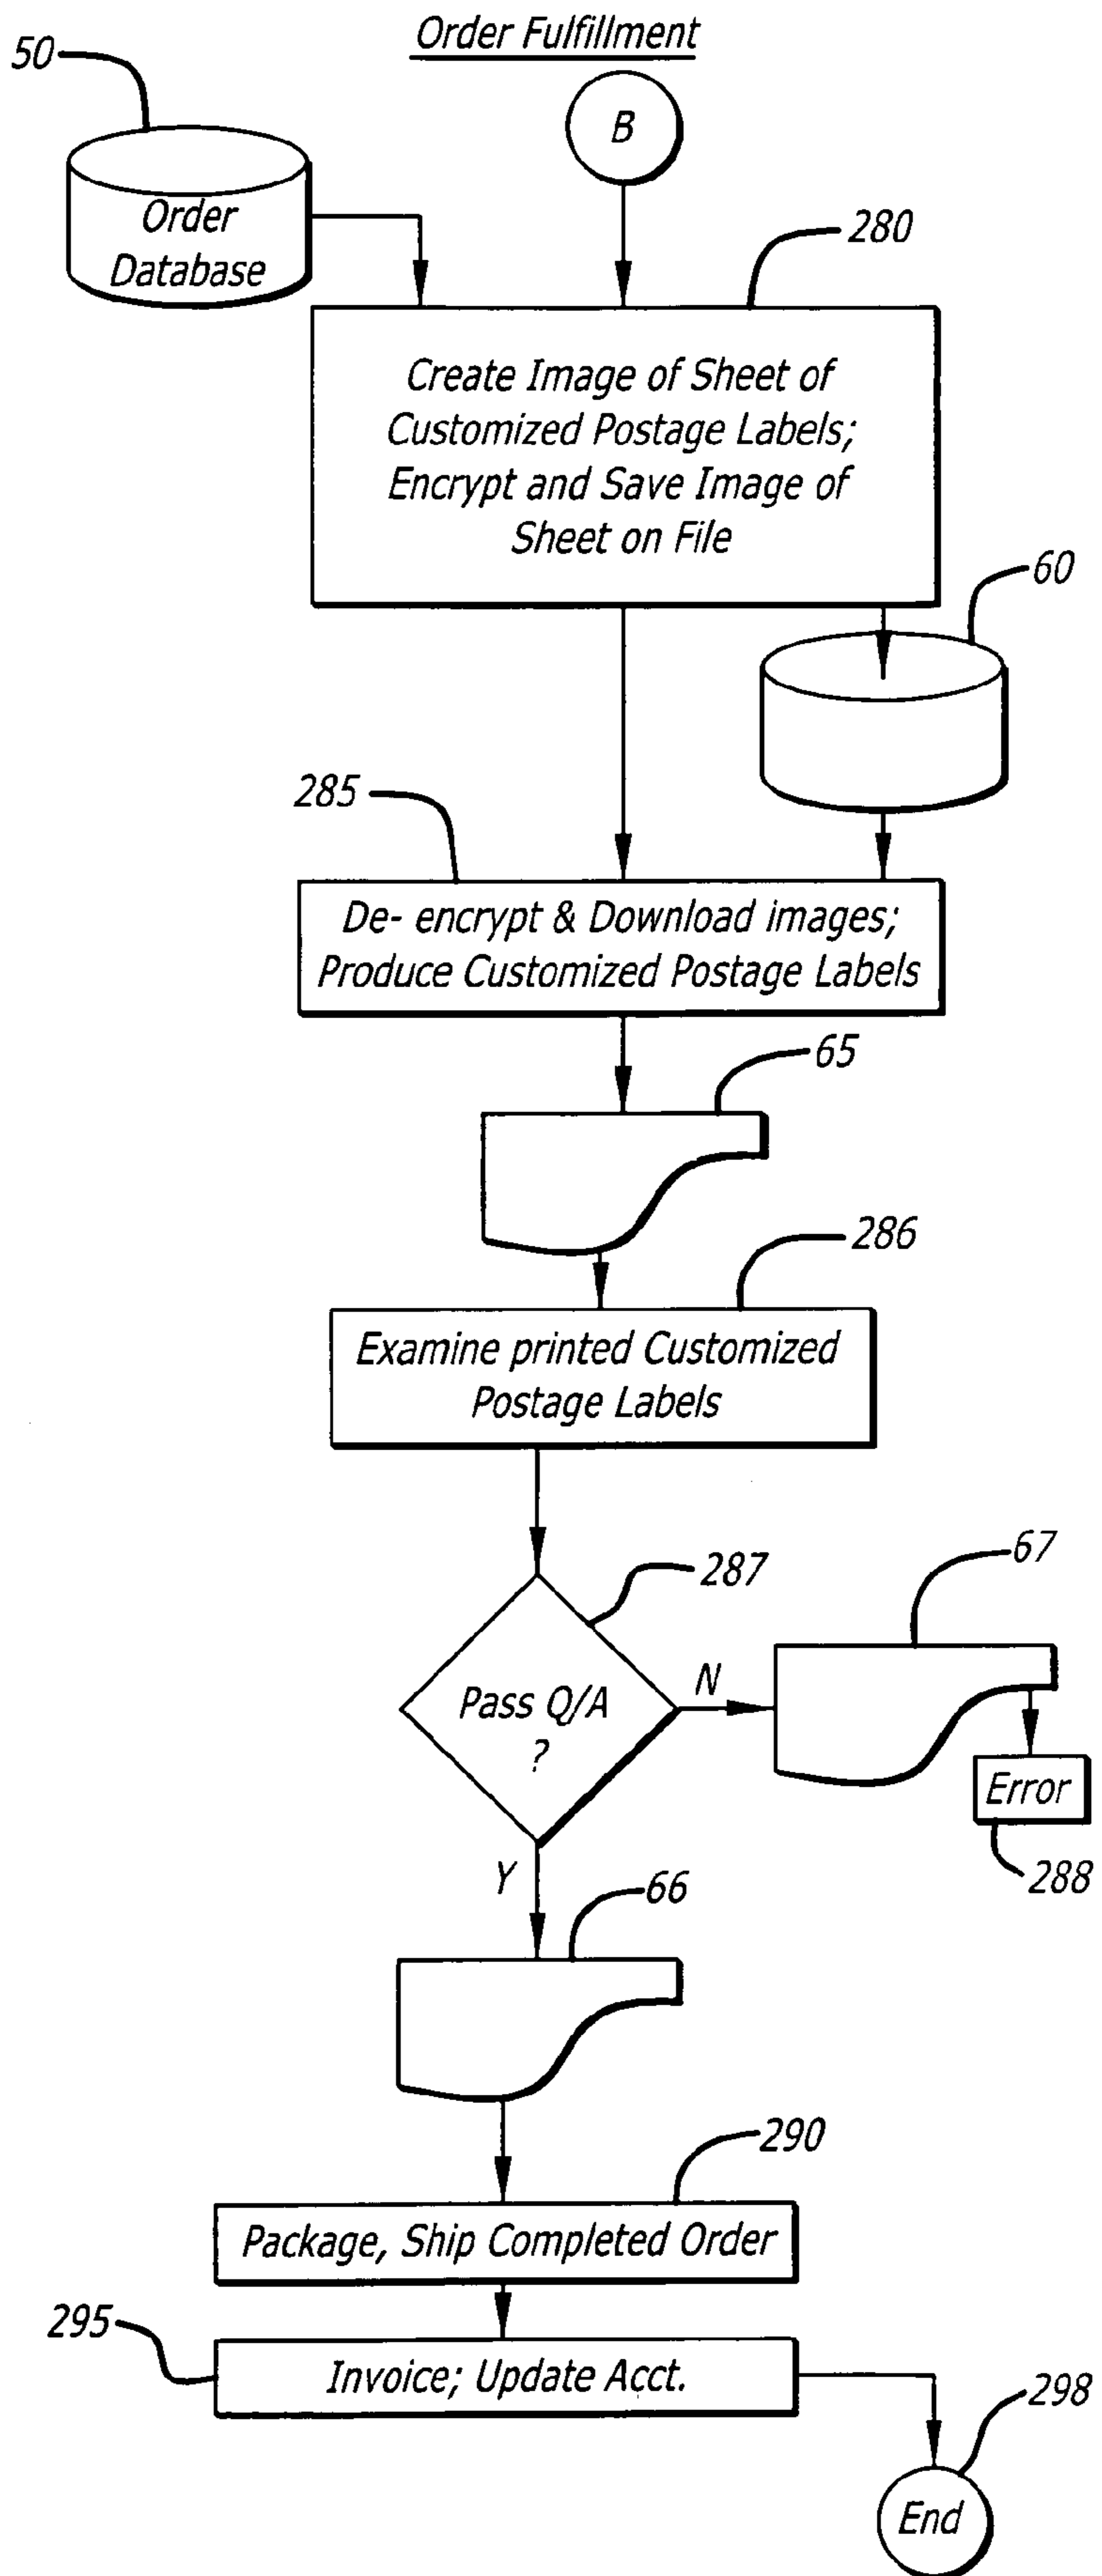 Order Fulfillment
50
B
Order
Database
280
Create Image of Sheet of
Customized Postage Labels;
Encrypt and Save Image of
Sheet on File
60
285
De- encrypt & Download images;
Produce Customized Postage Labels
65
286
Examine printed Customized
Postage Labels
287
67
Pass Q/A
?
N
Error
288
Y
66
290
Package, Ship Completed Order
295
Invoice; Update Acct.
298
End